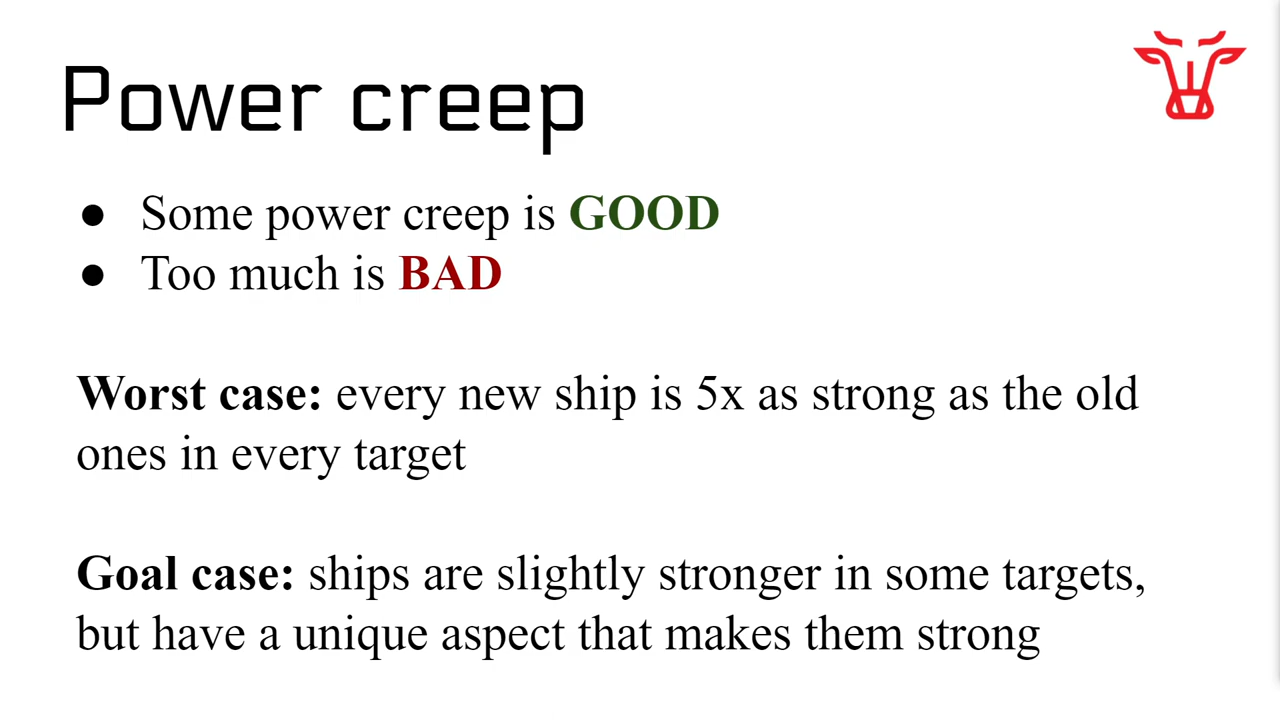 Power creep
● Some power creep is GOOD
● Too much is BAD
Worst case: every new ship is 5x as strong as the old
ones in every target
Goal case: ships are slightly stronger in some targets,
but have a unique aspect that makes them strong